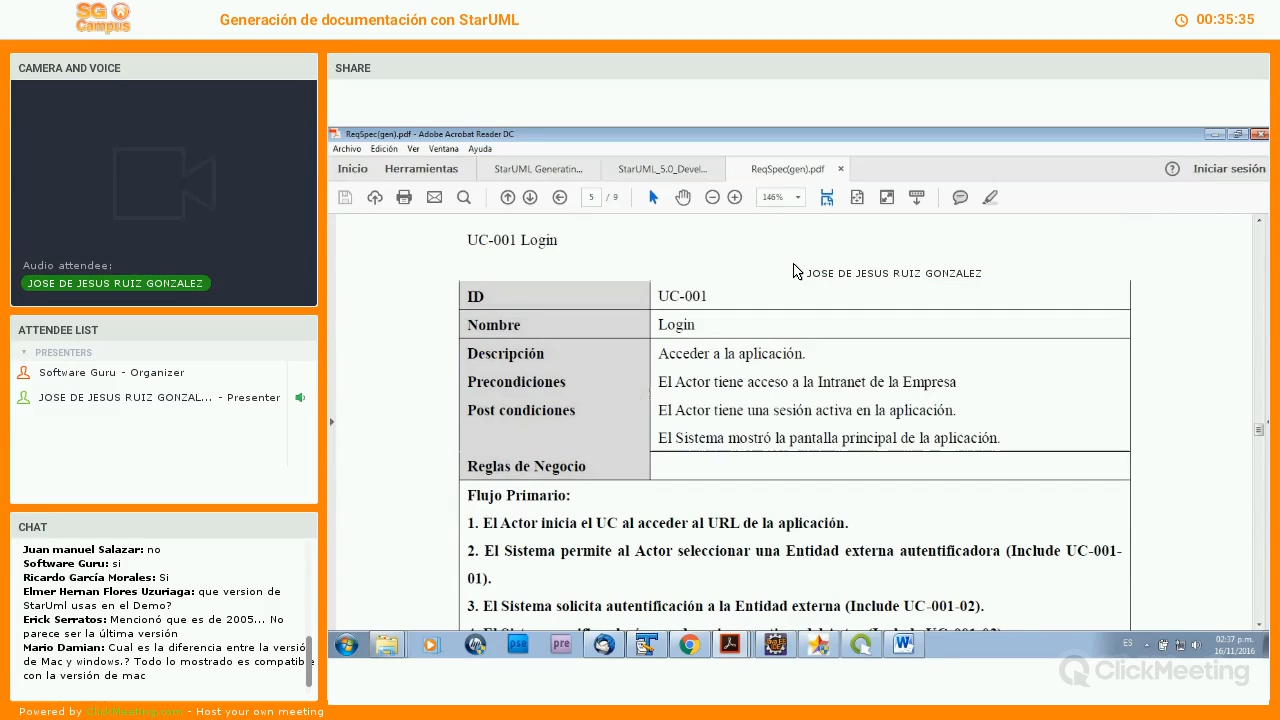 SG
Campus
Generación de documentación con StarUML
00:35:35
CAMERA AND VOICE
Audio attendee:
JOSE DE JESUS RUIZ GONZALEZ
ATTENDEE LIST
PRESENTERS
Software Guru - Organizer
JOSE DE JESUS RUIZ GONZAL... - Presenter
CHAT
Juan manuel Salazar: no
Software Guru: si
Ricardo García Morales: Si
Elmer Hernan Flores Uzuriaga: que version de
StarUml usas en el Demo?
Erick Serratos: Mencionó que es de 2005... No
parece ser la última versión
Mario Damian: Cual es la diferencia entre la versió
de Mac y windows.? Todo lo mostrado es compatible
con la versión de mac
Powered by ClickMeeting.com - Host your own meeting
SHARE
ReqSpec(gen).pdf - Adobe Acrobat Reader DC
Archivo Edición Ver Ventana Ayuda
Inicio Herramientas StarUML Generatin... StarUML_5.0_Devel... ReqSpec(gen).pdf × Iniciar sesión
5 / 9 146%
UC-001 Login
JOSE DE JESUS RUIZ GONZALEZ
ID UC-001
Nombre Login
Descripción Acceder a la aplicación.
Precondiciones El Actor tiene acceso a la Intranet de la Empresa
Post condiciones El Actor tiene una sesión activa en la aplicación.
El Sistema mostró la pantalla principal de la aplicación.
Reglas de Negocio
Flujo Primario:
1. El Actor inicia el UC al acceder al URL de la aplicación.
2. El Sistema permite al Actor seleccionar una Entidad externa autentificadora (Include UC-001-
01).
3. El Sistema solicita autentificación a la Entidad externa (Include UC-001-02).
pse pre ES 02:37 p.m.
16/11/2016
ClickMeeting